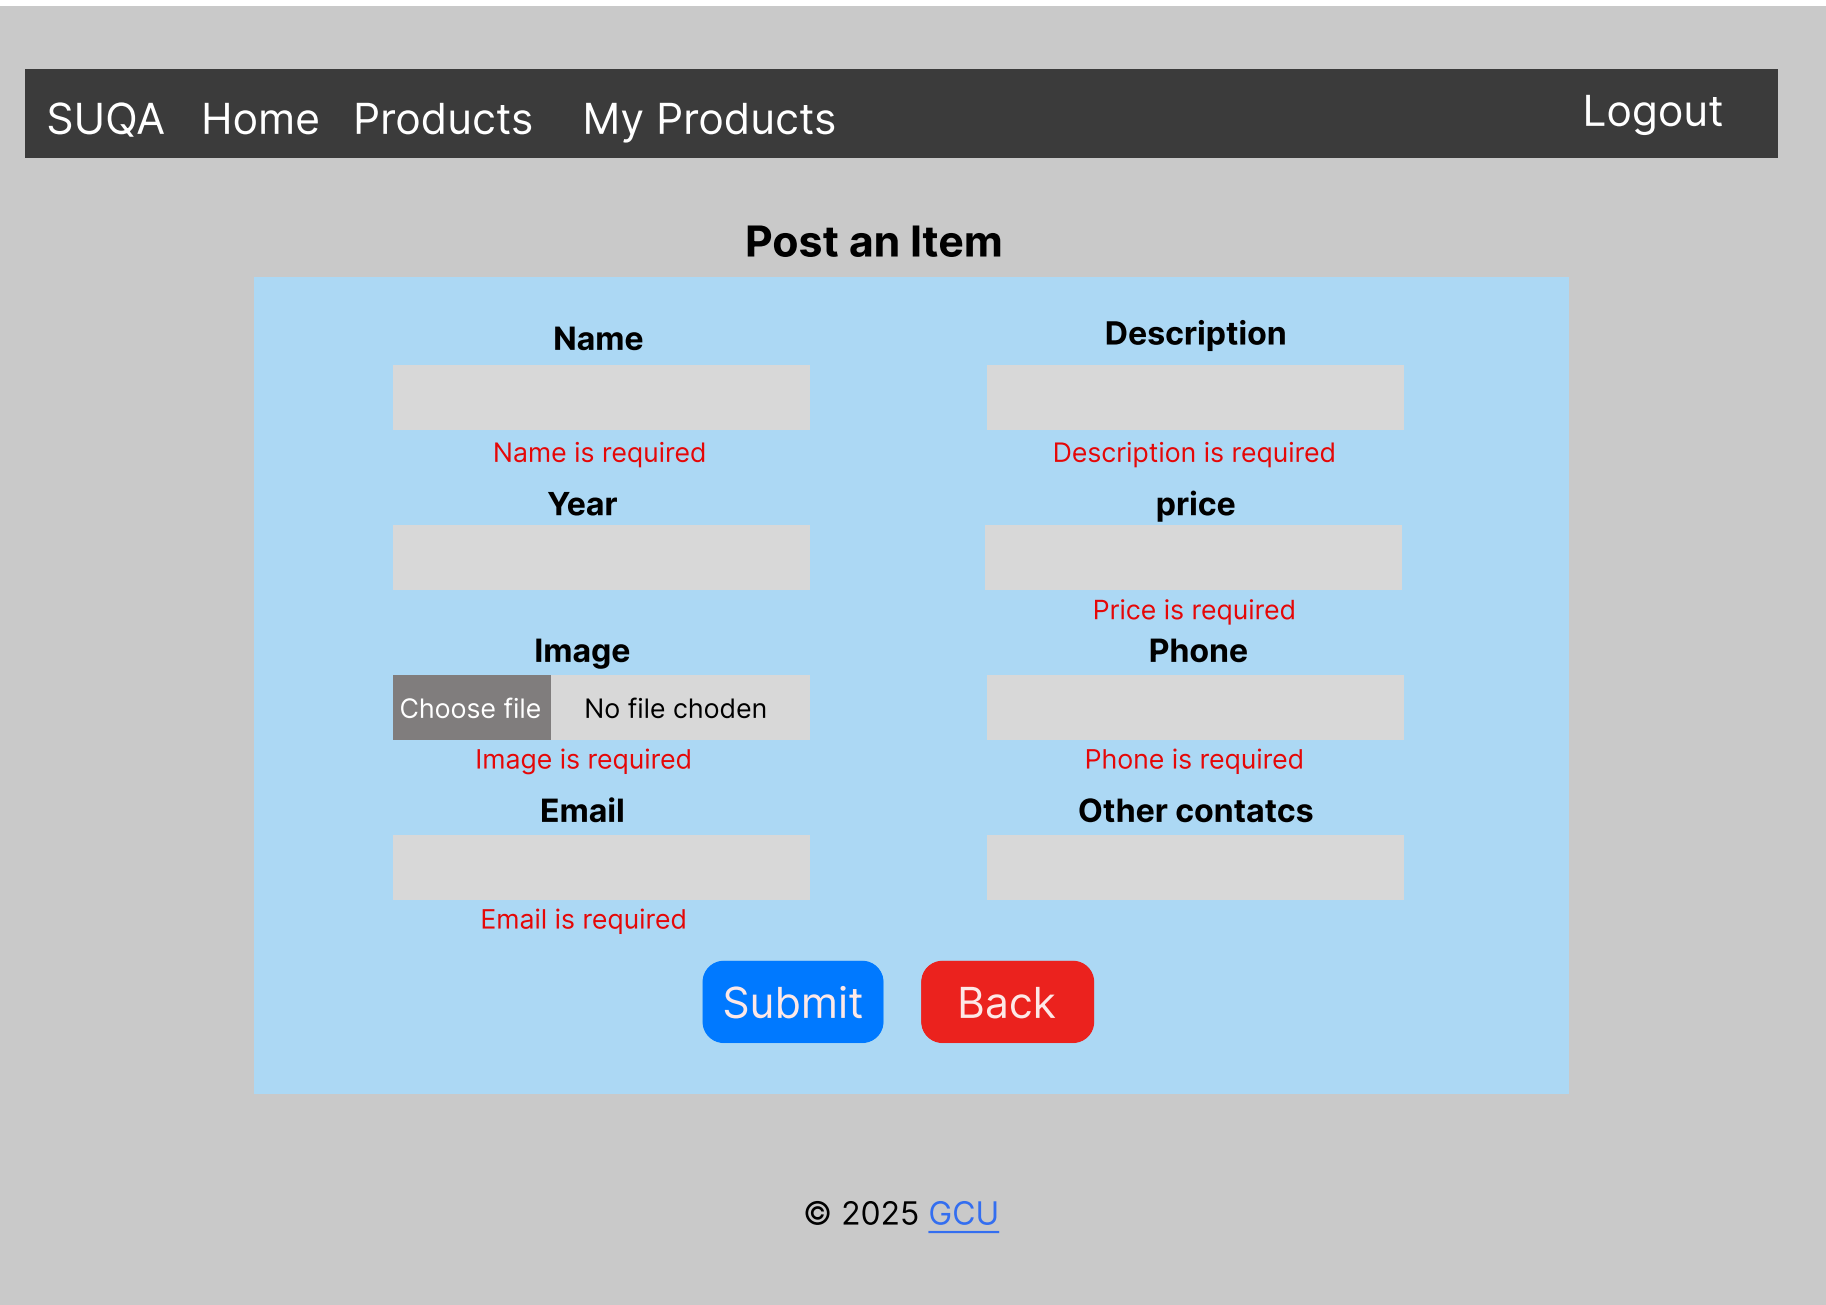 SUQA Home Products My Products Logout
Post an Item
Name Description
Name is required Description is required
Year price
Price is required
Image Phone
Choose file No file choden
Image is required Phone is required
Email Other contatcs
Email is required
Submit Back
© 2025 GCU